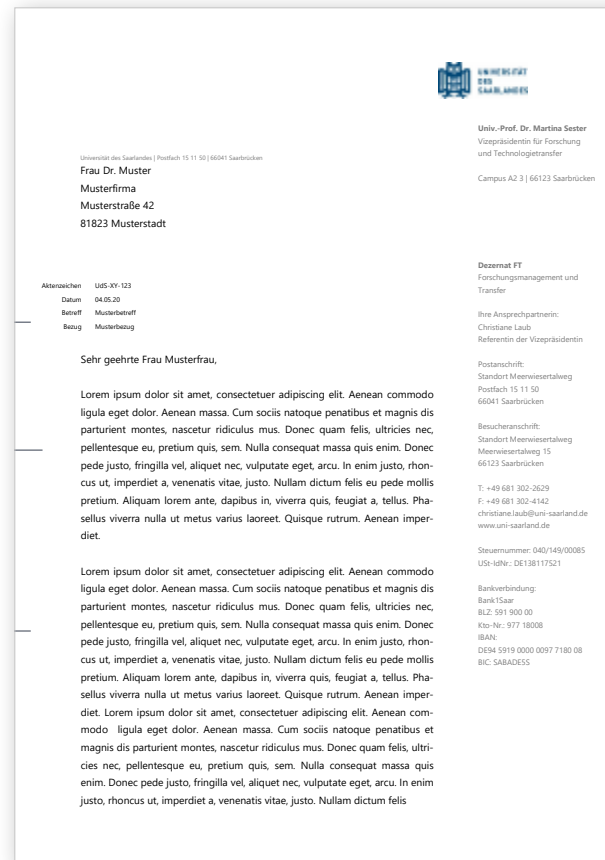 UNIVERSITÄT
DES
SAARLANDES
Univ.-Prof. Dr. Martina Sester
Vizepräsidentin für Forschung
und Technologietransfer
Campus A2 3 | 66123 Saarbrücken
Universität des Saarlandes | Postfach 15 11 50 | 66041 Saarbrücken
Frau Dr. Muster
Musterfirma
Musterstraße 42
81823 Musterstadt
Aktenzeichen UdS-XY-123
Datum 04.05.20
Betreff Musterbetreff
Bezug Musterbezug
Sehr geehrte Frau Musterfrau,
Lorem ipsum dolor sit amet, consectetuer adipiscing elit. Aenean commodo
ligula eget dolor. Aenean massa. Cum sociis natoque penatibus et magnis dis
parturient montes, nascetur ridiculus mus. Donec quam felis, ultricies nec,
pellentesque eu, pretium quis, sem. Nulla consequat massa quis enim. Donec
pede justo, fringilla vel, aliquet nec, vulputate eget, arcu. In enim justo, rhon-
cus ut, imperdiet a, venenatis vitae, justo. Nullam dictum felis eu pede mollis
pretium. Aliquam lorem ante, dapibus in, viverra quis, feugiat a, tellus. Pha-
sellus viverra nulla ut metus varius laoreet. Quisque rutrum. Aenean imper-
diet.
Lorem ipsum dolor sit amet, consectetuer adipiscing elit. Aenean commodo
ligula eget dolor. Aenean massa. Cum sociis natoque penatibus et magnis dis
parturient montes, nascetur ridiculus mus. Donec quam felis, ultricies nec,
pellentesque eu, pretium quis, sem. Nulla consequat massa quis enim. Donec
pede justo, fringilla vel, aliquet nec, vulputate eget, arcu. In enim justo, rhon-
cus ut, imperdiet a, venenatis vitae, justo. Nullam dictum felis eu pede mollis
pretium. Aliquam lorem ante, dapibus in, viverra quis, feugiat a, tellus. Pha-
sellus viverra nulla ut metus varius laoreet. Quisque rutrum. Aenean imper-
diet. Lorem ipsum dolor sit amet, consectetuer adipiscing elit. Aenean com-
modo ligula eget dolor. Aenean massa. Cum sociis natoque penatibus et
magnis dis parturient montes, nascetur ridiculus mus. Donec quam felis, ultri-
cies nec, pellentesque eu, pretium quis, sem. Nulla consequat massa quis
enim. Donec pede justo, fringilla vel, aliquet nec, vulputate eget, arcu. In enim
justo, rhoncus ut, imperdiet a, venenatis vitae, justo. Nullam dictum felis
Dezernat FT
Forschungsmanagement und
Transfer
Ihre Ansprechpartnerin:
Christiane Laub
Referentin der Vizepräsidentin
Postanschrift:
Standort Meerwiesertalweg
Postfach 15 11 50
66041 Saarbrücken
Besucheranschrift:
Standort Meerwiesertalweg
Meerwiesertalweg 15
66123 Saarbrücken
T: +49 681 302-2629
F: +49 681 302-4142
christiane.laub@uni-saarland.de
www.uni-saarland.de
Steuernummer: 040/149/00085
USt-IdNr.: DE138117521
Bankverbindung:
Bank1Saar
BLZ: 591 900 00
Kto-Nr.: 977 18008
IBAN:
DE94 5919 0000 0097 7180 08
BIC: SABADESS